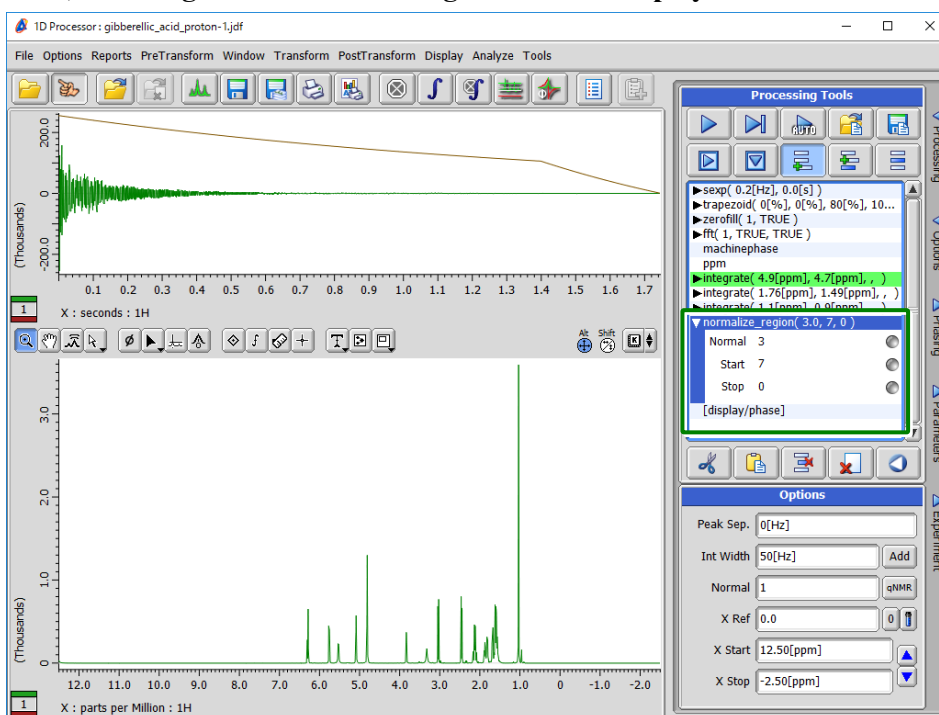 1D Processor : gibberellic_acid_proton-1.jdf
File Options Reports PreTransform Window Transform PostTransform Display Analyze Tools
Processing Tools
AUTO
Processing
Options
Phasing
Parameters
Experiment
(Thousands)
200.0
0
-200.0
0.1 0.2 0.3 0.4 0.5 0.6 0.7 0.8 0.9 1.0 1.1 1.2 1.3 1.4 1.5 1.6 1.7
1
X : seconds : 1H
sexp( 0.2[Hz], 0.0[s] )
trapezoid( 0[%], 0[%], 80[%], 10...
zerofill( 1, TRUE )
fft( 1, TRUE, TRUE )
machinephase
ppm
integrate( 4.9[ppm], 4.7[ppm], , )
integrate( 1.76[ppm], 1.49[ppm], , )
integrate( 1.1[ppm], 0.9[ppm], , )
normalize_region( 3.0, 7, 0 )
Normal 3
Start 7
Stop 0
[display/phase]
Alt Shift
(Thousands)
3.0
2.0
1.0
0
12.0 11.0 10.0 9.0 8.0 7.0 6.0 5.0 4.0 3.0 2.0 1.0 0 -1.0 -2.0
1
X : parts per Million : 1H
Options
Peak Sep. 0[Hz]
Int Width 50[Hz] Add
Normal 1 qNMR
X Ref 0.0 0
X Start 12.50[ppm]
X Stop -2.50[ppm]